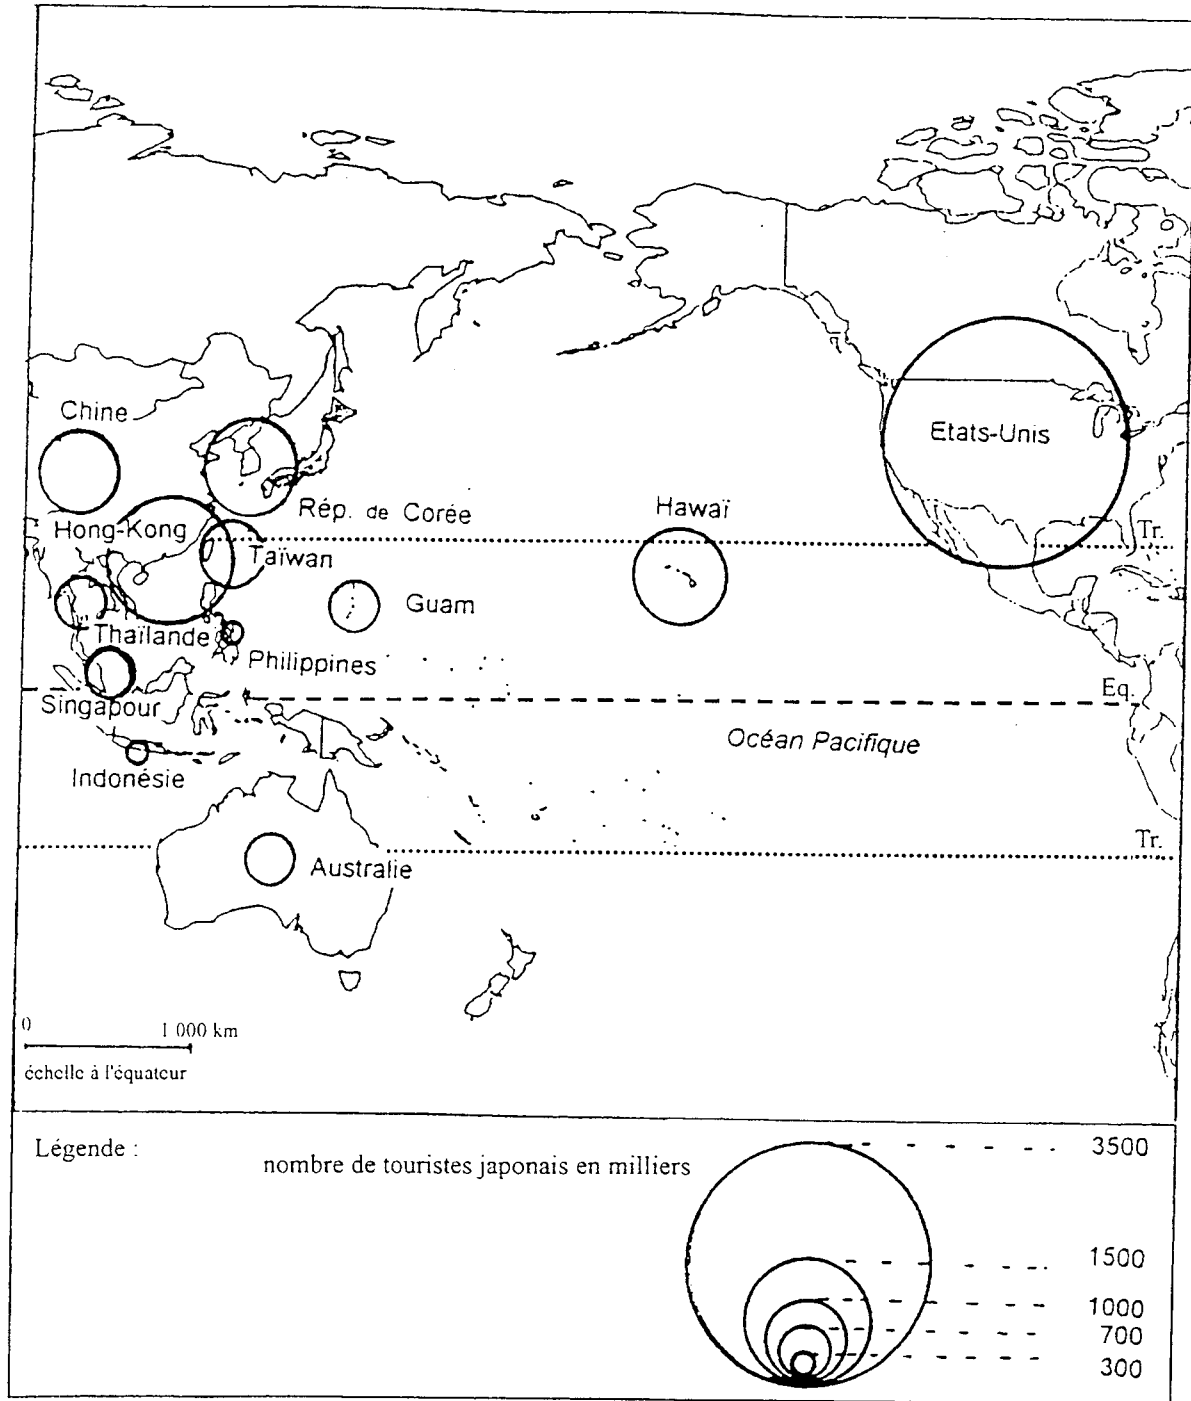 Chine
Etats-Unis
Rép. de Corée
Hawaï
Hong-Kong
Tr.
Taïwan
Guam
Thaïlande
Philippines
Eq.
Singapour
Océan Pacifique
Indonésie
Tr.
Australie
0 1 000 km
échelle à l'équateur
Légende :
nombre de touristes japonais en milliers
3500
1500
1000
700
300